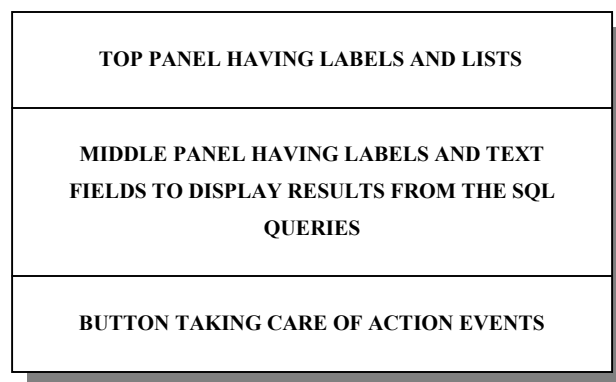 TOP PANEL HAVING LABELS AND LISTS
MIDDLE PANEL HAVING LABELS AND TEXT
FIELDS TO DISPLAY RESULTS FROM THE SQL
QUERIES
BUTTON TAKING CARE OF ACTION EVENTS